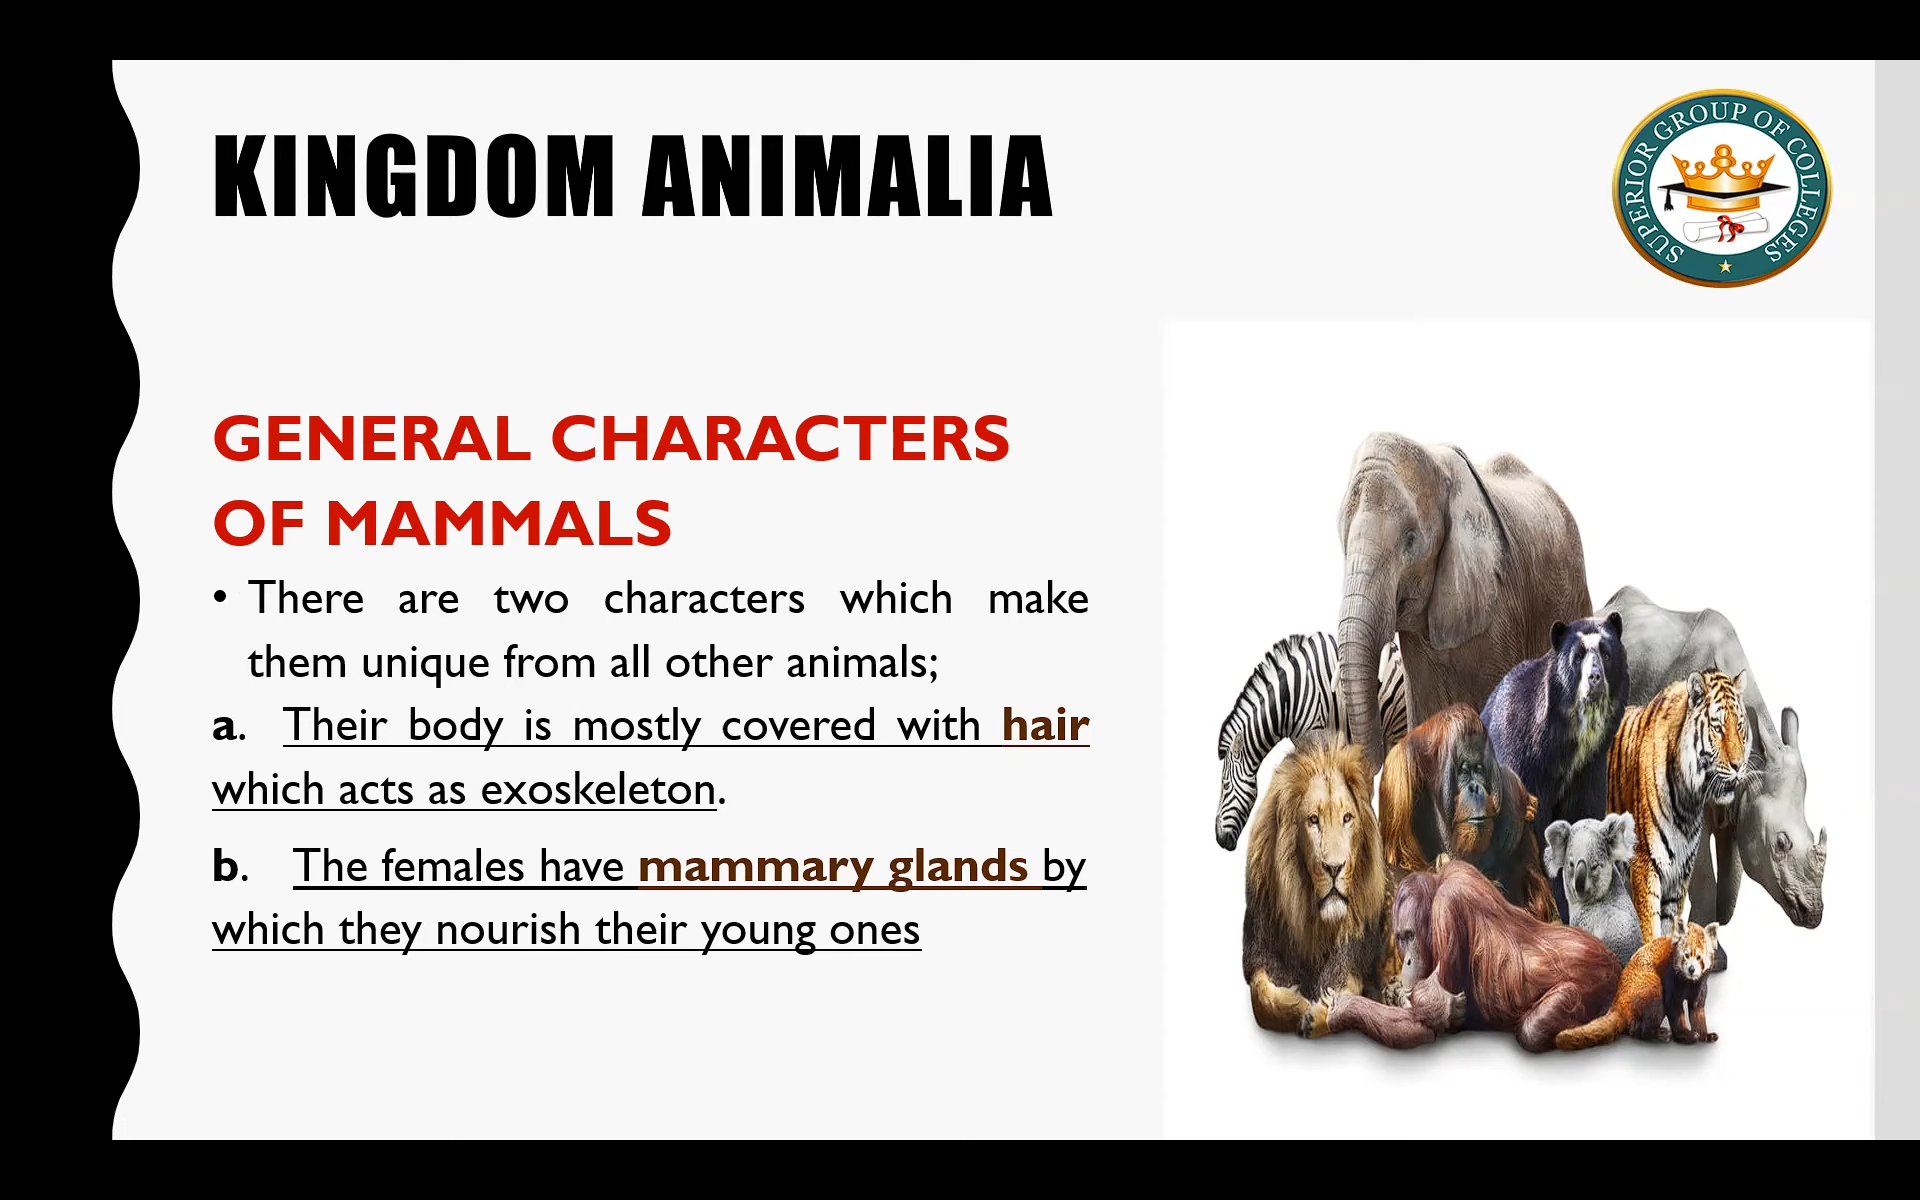 KINGDOM ANIMALIA
SUPERIOR GROUP OF COLLEGES
GENERAL CHARACTERS
OF MAMMALS
• There are two characters which make
them unique from all other animals;
a. Their body is mostly covered with hair
which acts as exoskeleton.
b. The females have mammary glands by
which they nourish their young ones